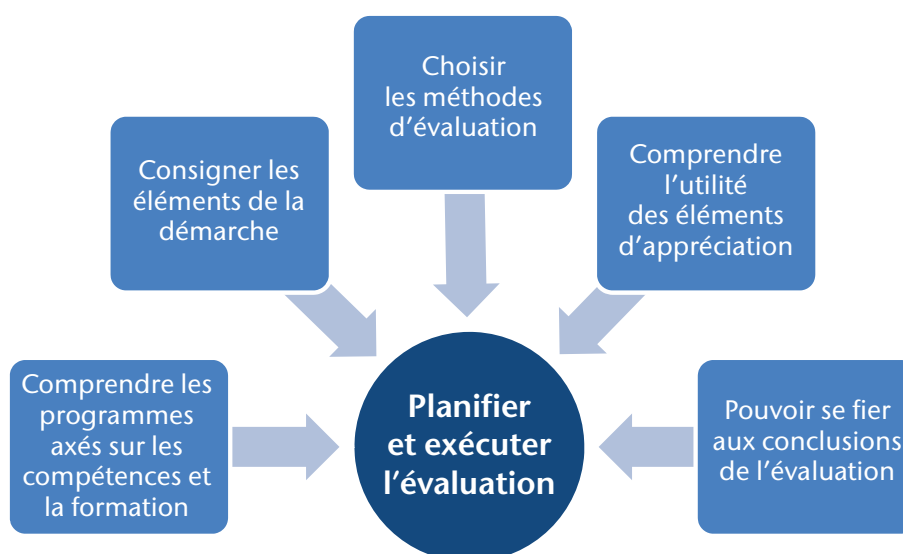 Choisir
les méthodes
d’évaluation
Consigner les
éléments de la
démarche
Comprendre
l’utilité
des éléments
d’appréciation
Comprendre les
programmes
axés sur les
compétences et
la formation
Planifier
et exécuter
l’évaluation
Pouvoir se fier
aux conclusions
de l’évaluation